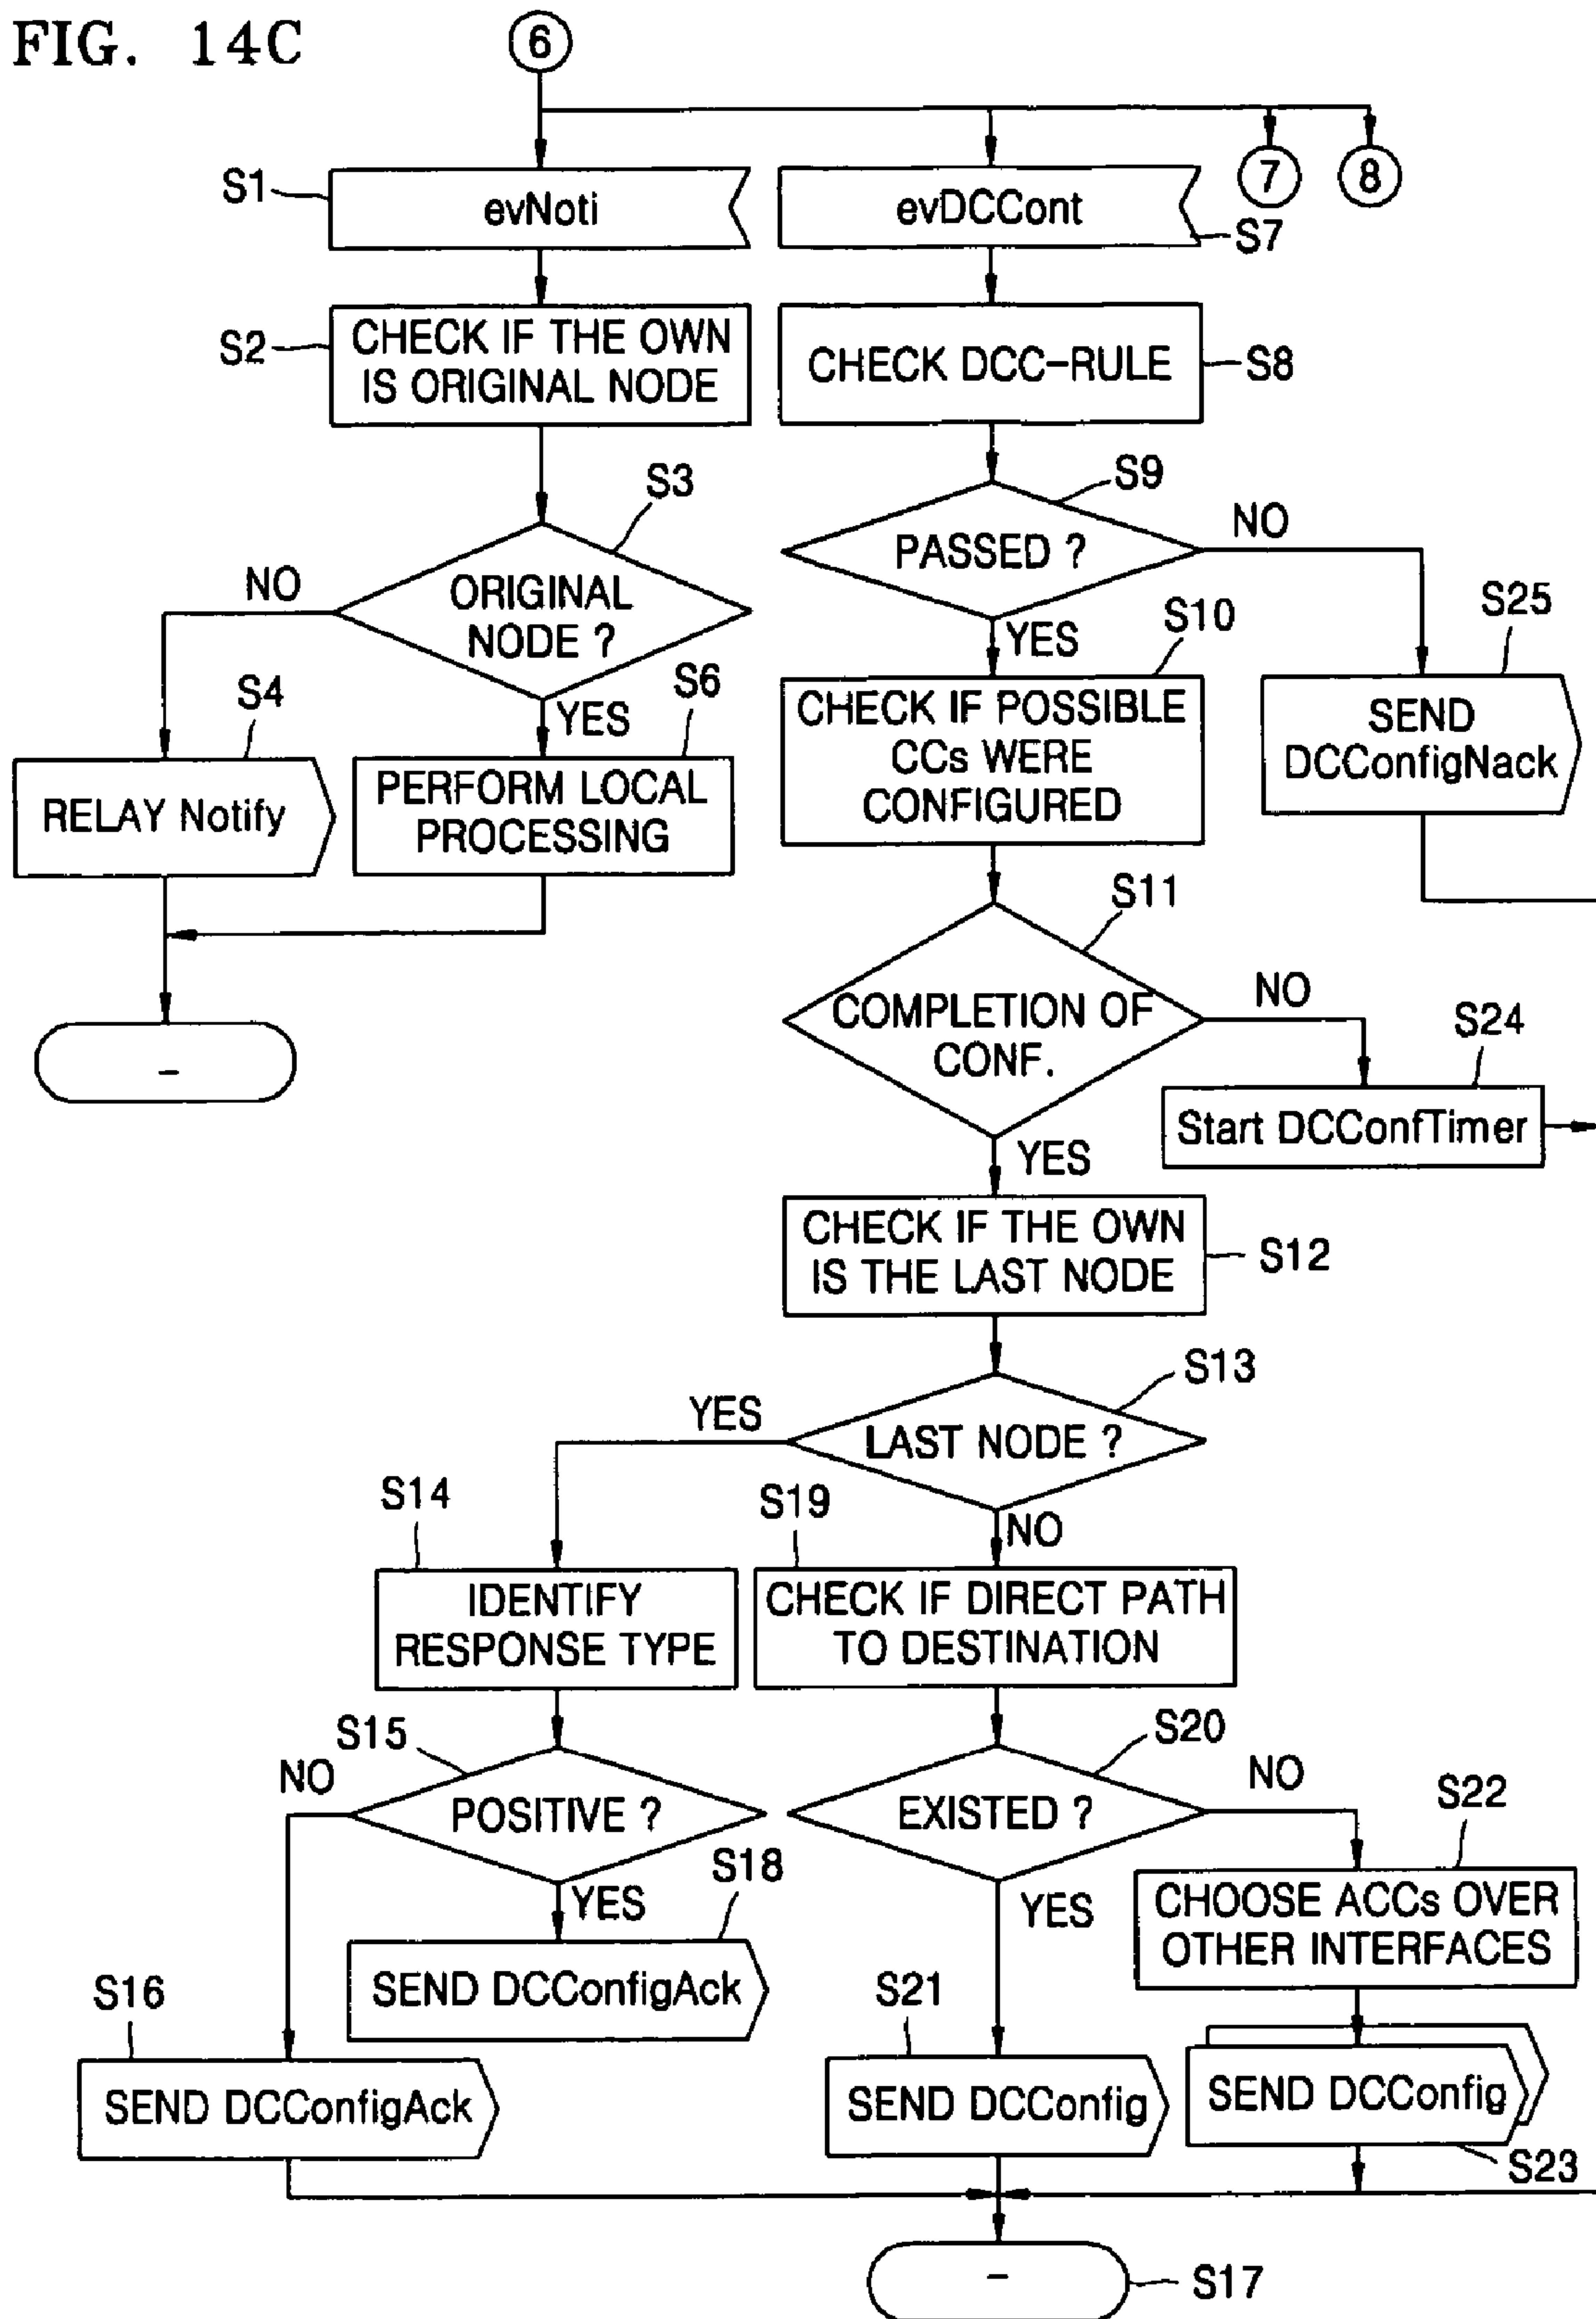 FIG. 14C
6
7
8
S1
evNoti
evDCCont
S7
S2
CHECK IF THE OWN
IS ORIGINAL NODE
CHECK DCC-RULE
S8
S3
ORIGINAL
NODE ?
NO
YES
S9
PASSED ?
NO
YES
S4
RELAY Notify
S6
PERFORM LOCAL
PROCESSING
–
S10
CHECK IF POSSIBLE
CCs WERE
CONFIGURED
S25
SEND
DCConfigNack
S11
COMPLETION OF
CONF.
NO
YES
S24
Start DCConfTimer
CHECK IF THE OWN
IS THE LAST NODE
S12
S13
LAST NODE ?
YES
NO
S14
IDENTIFY
RESPONSE TYPE
S19
CHECK IF DIRECT PATH
TO DESTINATION
S15
POSITIVE ?
NO
YES
S20
EXISTED ?
NO
YES
S18
SEND DCConfigAck
S22
CHOOSE ACCs OVER
OTHER INTERFACES
S16
SEND DCConfigAck
S21
SEND DCConfig
SEND DCConfig
S23
–
S17